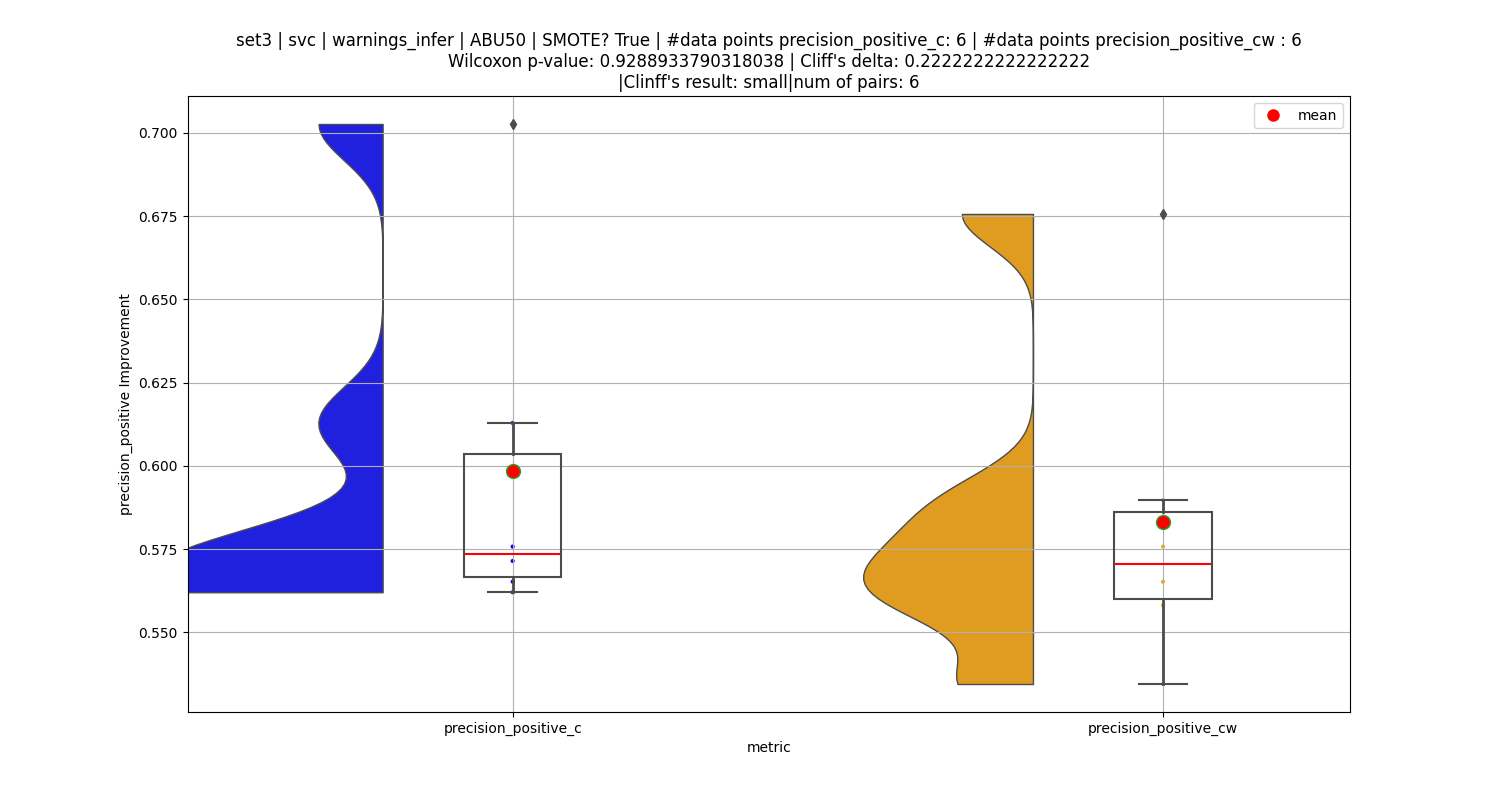 set3 | svc | warnings_infer | ABU50 | SMOTE? True | #data points precision_positive_c: 6 | #data points precision_positive_cw : 6
Wilcoxon p-value: 0.9288933790318038 | Cliff's delta: 0.2222222222222222
|Clinff's result: small|num of pairs: 6
mean
0.700
0.675
0.650
0.625
0.600
0.575
0.550
precision_positive Improvement
precision_positive_c
precision_positive_cw
metric